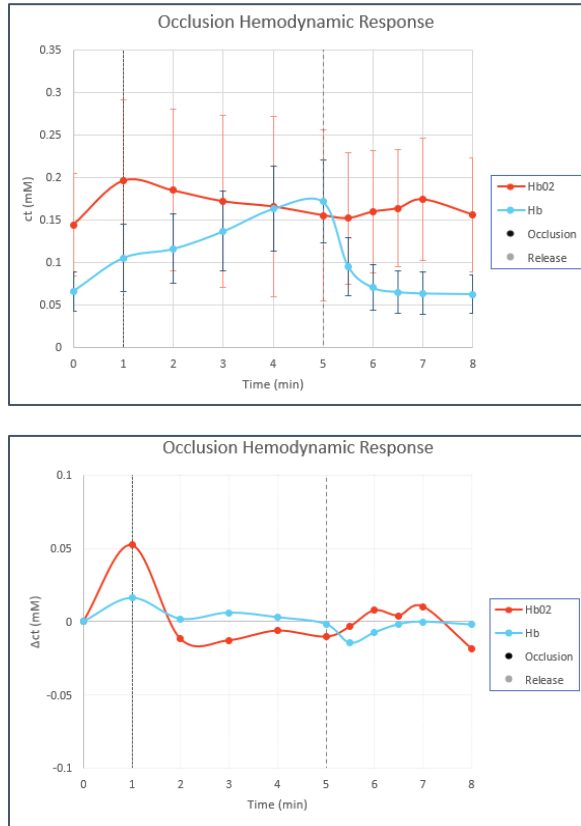 Occlusion Hemodynamic Response
0.35
0.3
0.25
0.2
0.15
0.1
0.05
0
ct (mM)
0 1 2 3 4 5 6 7 8
Time (min)
Hb02
Hb
Occlusion
Release
Occlusion Hemodynamic Response
0.1
0.05
0
-0.05
-0.1
Δct (mM)
0 1 2 3 4 5 6 7 8
Time (min)
Hb02
Hb
Occlusion
Release